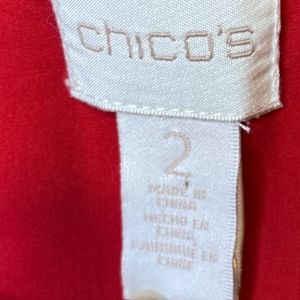 chico's
2
MADE IN
CHINA
HECHO EN
CHINA
FABRIQUÉ EN
CHINE